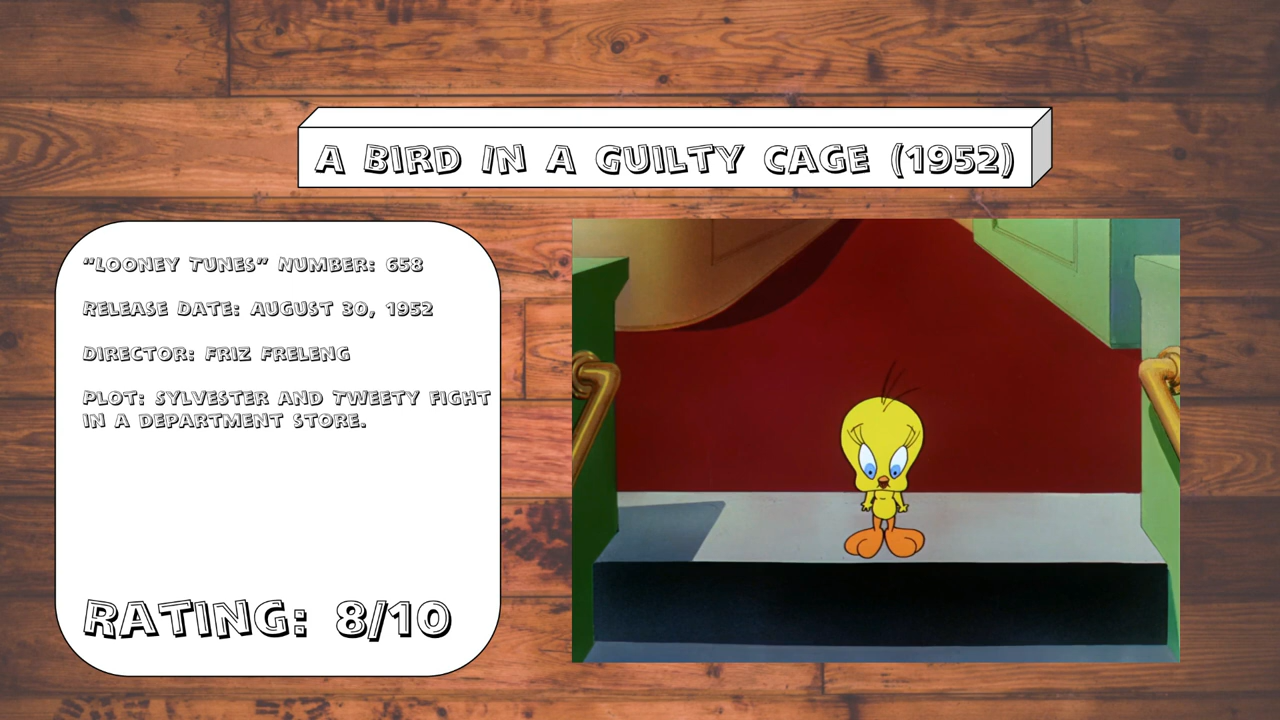 A BIRD IN A GUILTY CAGE (1952)
"LOONEY TUNES" NUMBER: 658
RELEASE DATE: AUGUST 30, 1952
DIRECTOR: FRIZ FRELENG
PLOT: SYLVESTER AND TWEETY FIGHT
IN A DEPARTMENT STORE.
RATING: 8/10